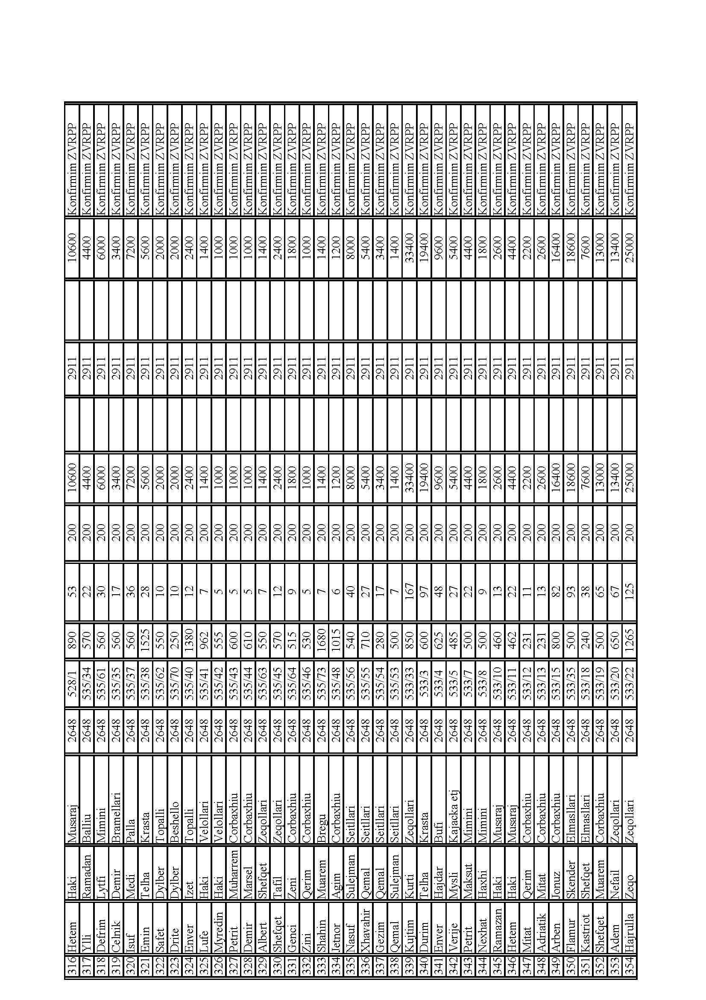 316 Hetem Haki Musaraj 2648 528/1 890 53 200 10600 2911 10600 Konfirmim ZVRPP
317 Ylli Ramadan Balliu 2648 535/34 570 22 200 4400 2911 4400 Konfirmim ZVRPP
318 Defrim Lytfi Mimini 2648 535/61 560 30 200 6000 2911 6000 Konfirmim ZVRPP
319 Celnik Demir Bramellari 2648 535/35 560 17 200 3400 2911 3400 Konfirmim ZVRPP
320 Isuf Medi Palla 2648 535/37 560 36 200 7200 2911 7200 Konfirmim ZVRPP
321 Emin Telha Krasta 2648 535/38 1525 28 200 5600 2911 5600 Konfirmim ZVRPP
322 Safet Dylber Topalli 2648 535/62 550 10 200 2000 2911 2000 Konfirmim ZVRPP
323 Drite Dylber Beshello 2648 535/70 250 10 200 2000 2911 2000 Konfirmim ZVRPP
324 Enver Izet Topalli 2648 535/40 1380 12 200 2400 2911 2400 Konfirmim ZVRPP
325 Lufe Haki Velollari 2648 535/41 962 7 200 1400 2911 1400 Konfirmim ZVRPP
326 Myredin Haki Velollari 2648 535/42 555 5 200 1000 2911 1000 Konfirmim ZVRPP
327 Petrit Muharrem Corbaxhiu 2648 535/43 600 5 200 1000 2911 1000 Konfirmim ZVRPP
328 Demir Marsel Corbaxhiu 2648 535/44 610 5 200 1000 2911 1000 Konfirmim ZVRPP
329 Albert Shefqet Zeqollari 2648 535/63 550 7 200 1400 2911 1400 Konfirmim ZVRPP
330 Shefqet Tafil Zeqollari 2648 535/45 570 12 200 2400 2911 2400 Konfirmim ZVRPP
331 Genci Zeni Corbaxhiu 2648 535/64 515 9 200 1800 2911 1800 Konfirmim ZVRPP
332 Zini Qerim Corbaxhiu 2648 535/46 530 5 200 1000 2911 1000 Konfirmim ZVRPP
333 Shahin Muarem Bregu 2648 535/73 1680 7 200 1400 2911 1400 Konfirmim ZVRPP
334 Jetnor Agim Corbaxhiu 2648 535/48 1015 6 200 1200 2911 1200 Konfirmim ZVRPP
335 Nasuf Sulejman Seitllari 2648 535/56 540 40 200 8000 2911 8000 Konfirmim ZVRPP
336 Xhavahir Qemal Seitllari 2648 535/55 710 27 200 5400 2911 5400 Konfirmim ZVRPP
337 Gezim Qemal Seitllari 2648 535/54 280 17 200 3400 2911 3400 Konfirmim ZVRPP
338 Qemal Sulejman Seitllari 2648 535/53 500 7 200 1400 2911 1400 Konfirmim ZVRPP
339 Kujtim Kurti Zeqollari 2648 533/33 850 167 200 33400 2911 33400 Konfirmim ZVRPP
340 Durim Telha Krasta 2648 533/3 600 97 200 19400 2911 19400 Konfirmim ZVRPP
341 Enver Hajdar Bufi 2648 533/4 625 48 200 9600 2911 9600 Konfirmim ZVRPP
342 Verije Mysli Kajacka etj 2648 533/5 485 27 200 5400 2911 5400 Konfirmim ZVRPP
343 Petrit Maksut Mimini 2648 533/7 500 22 200 4400 2911 4400 Konfirmim ZVRPP
344 Nexhat Haxhi Mimini 2648 533/8 500 9 200 1800 2911 1800 Konfirmim ZVRPP
345 Ramazan Haki Musaraj 2648 533/10 460 13 200 2600 2911 2600 Konfirmim ZVRPP
346 Hetem Haki Musaraj 2648 533/11 462 22 200 4400 2911 4400 Konfirmim ZVRPP
347 Mitat Qerim Corbaxhiu 2648 533/12 231 11 200 2200 2911 2200 Konfirmim ZVRPP
348 Adriatik Mitat Corbaxhiu 2648 533/13 231 13 200 2600 2911 2600 Konfirmim ZVRPP
349 Arben Jonuz Corbaxhiu 2648 533/15 800 82 200 16400 2911 16400 Konfirmim ZVRPP
350 Flamur Skender Elmasllari 2648 533/35 500 93 200 18600 2911 18600 Konfirmim ZVRPP
351 Kastriot Shefqet Elmasllari 2648 533/18 240 38 200 7600 2911 7600 Konfirmim ZVRPP
352 Shefqet Muarem Corbaxhiu 2648 533/19 500 65 200 13000 2911 13000 Konfirmim ZVRPP
353 Adem Nefail Zeqollari 2648 533/20 650 67 200 13400 2911 13400 Konfirmim ZVRPP
354 Hajrulla Zeqo Zeqollari 2648 533/22 1265 125 200 25000 2911 25000 Konfirmim ZVRPP